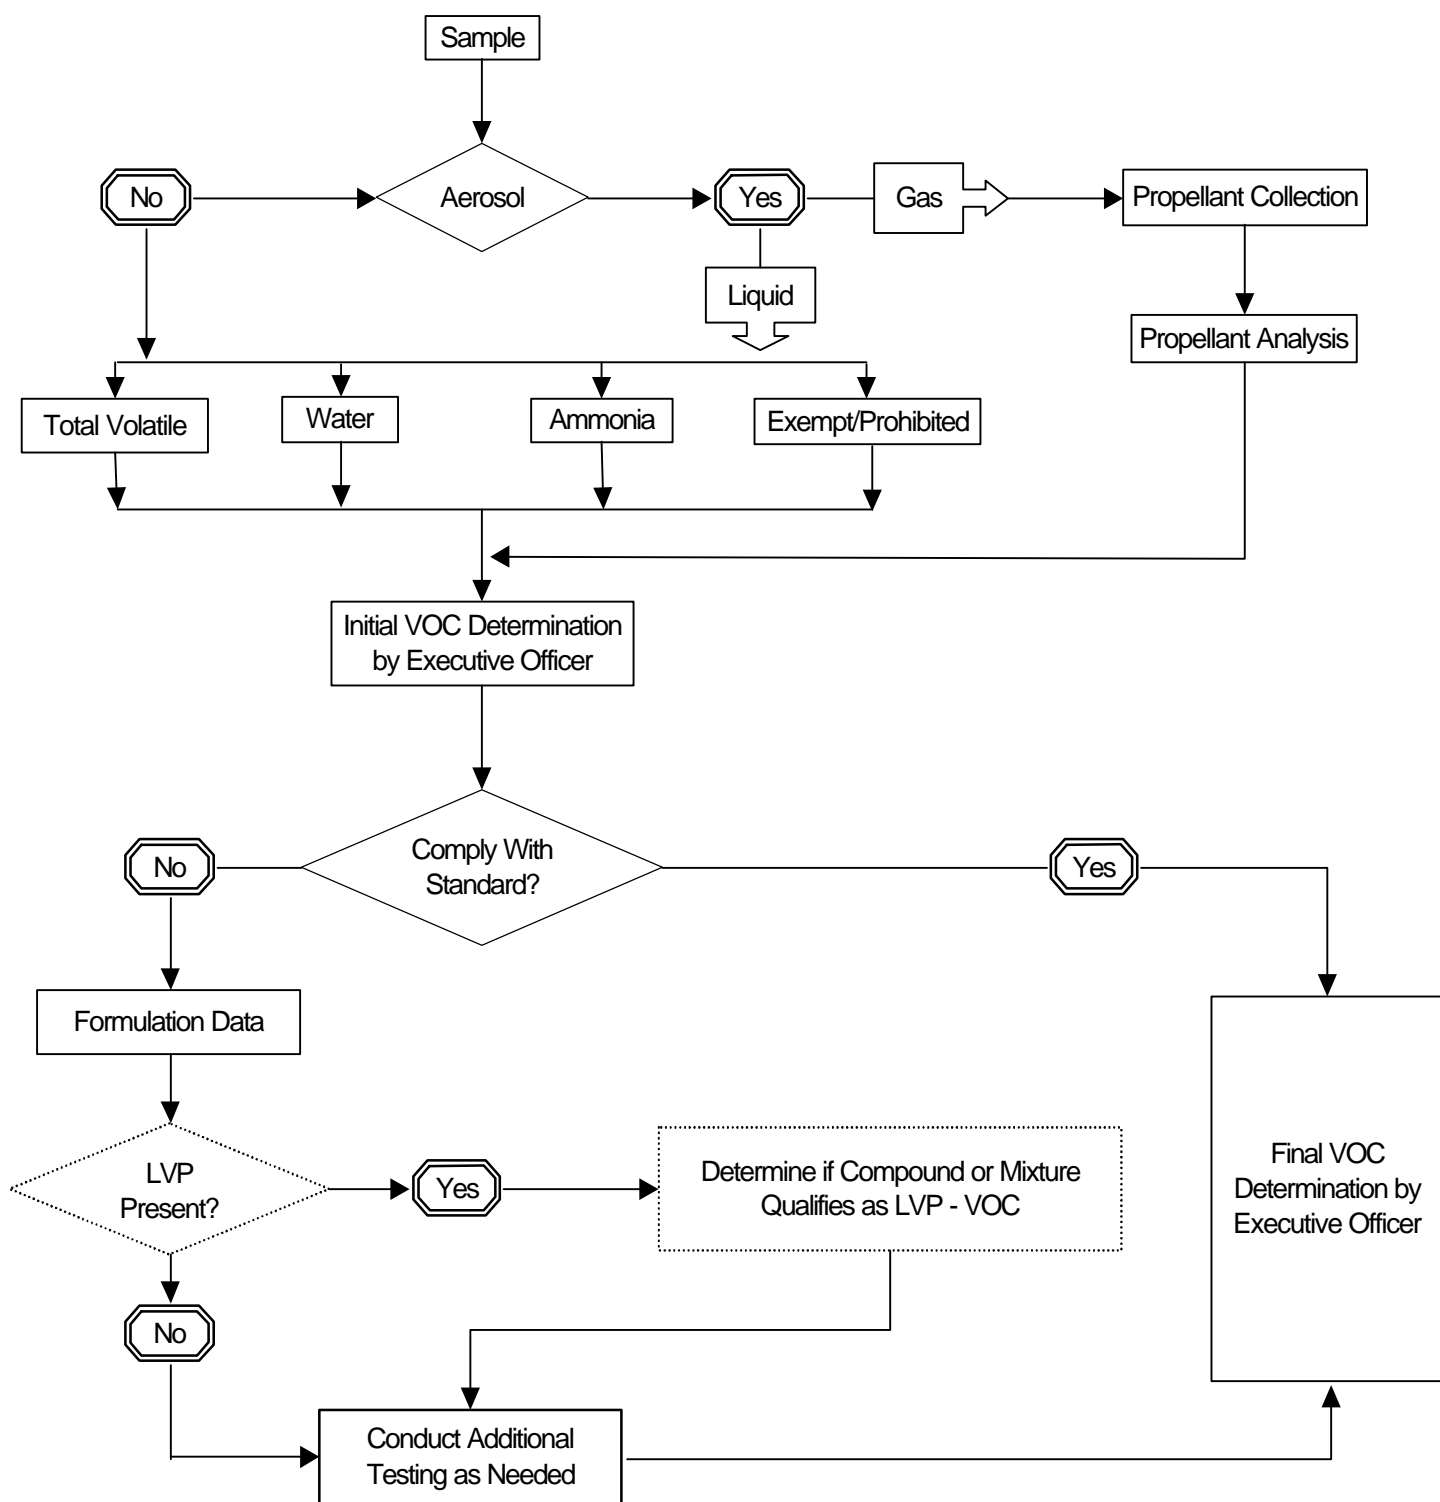 Sample
No
Aerosol
Yes
Gas
Propellant Collection
Liquid
Propellant Analysis
Total Volatile
Water
Ammonia
Exempt/Prohibited
Initial VOC Determination
by Executive Officer
Comply With
Standard?
No
Yes
Formulation Data
LVP
Present?
Yes
Determine if Compound or Mixture
Qualifies as LVP - VOC
Final VOC
Determination by
Executive Officer
No
Conduct Additional
Testing as Needed